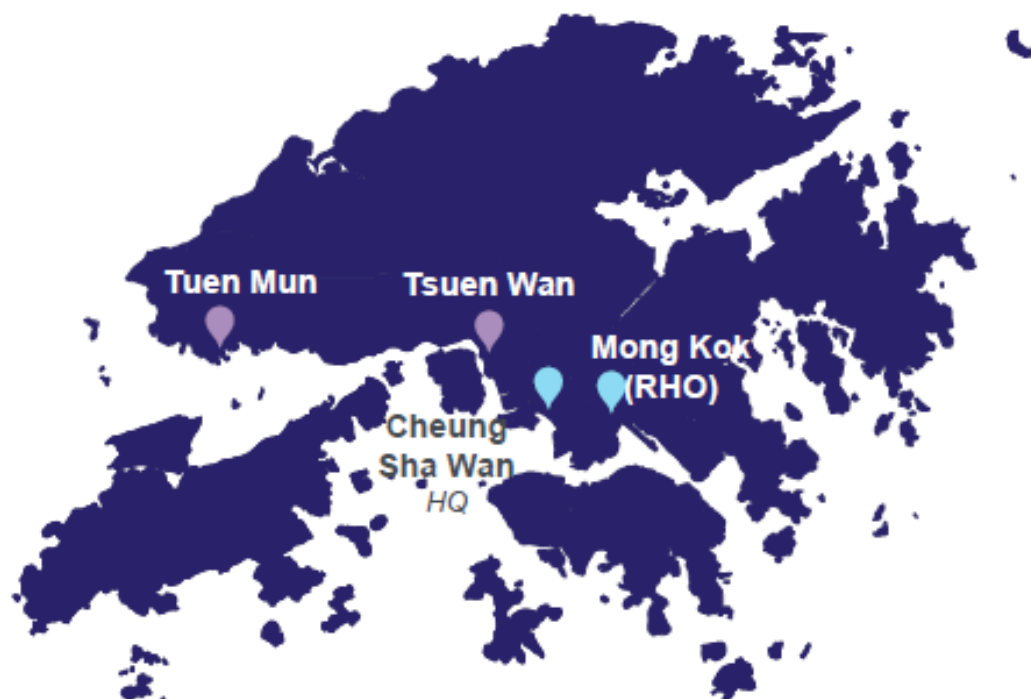 Tuen Mun
Tsuen Wan
Mong Kok
(RHO)
Cheung
Sha Wan
HQ